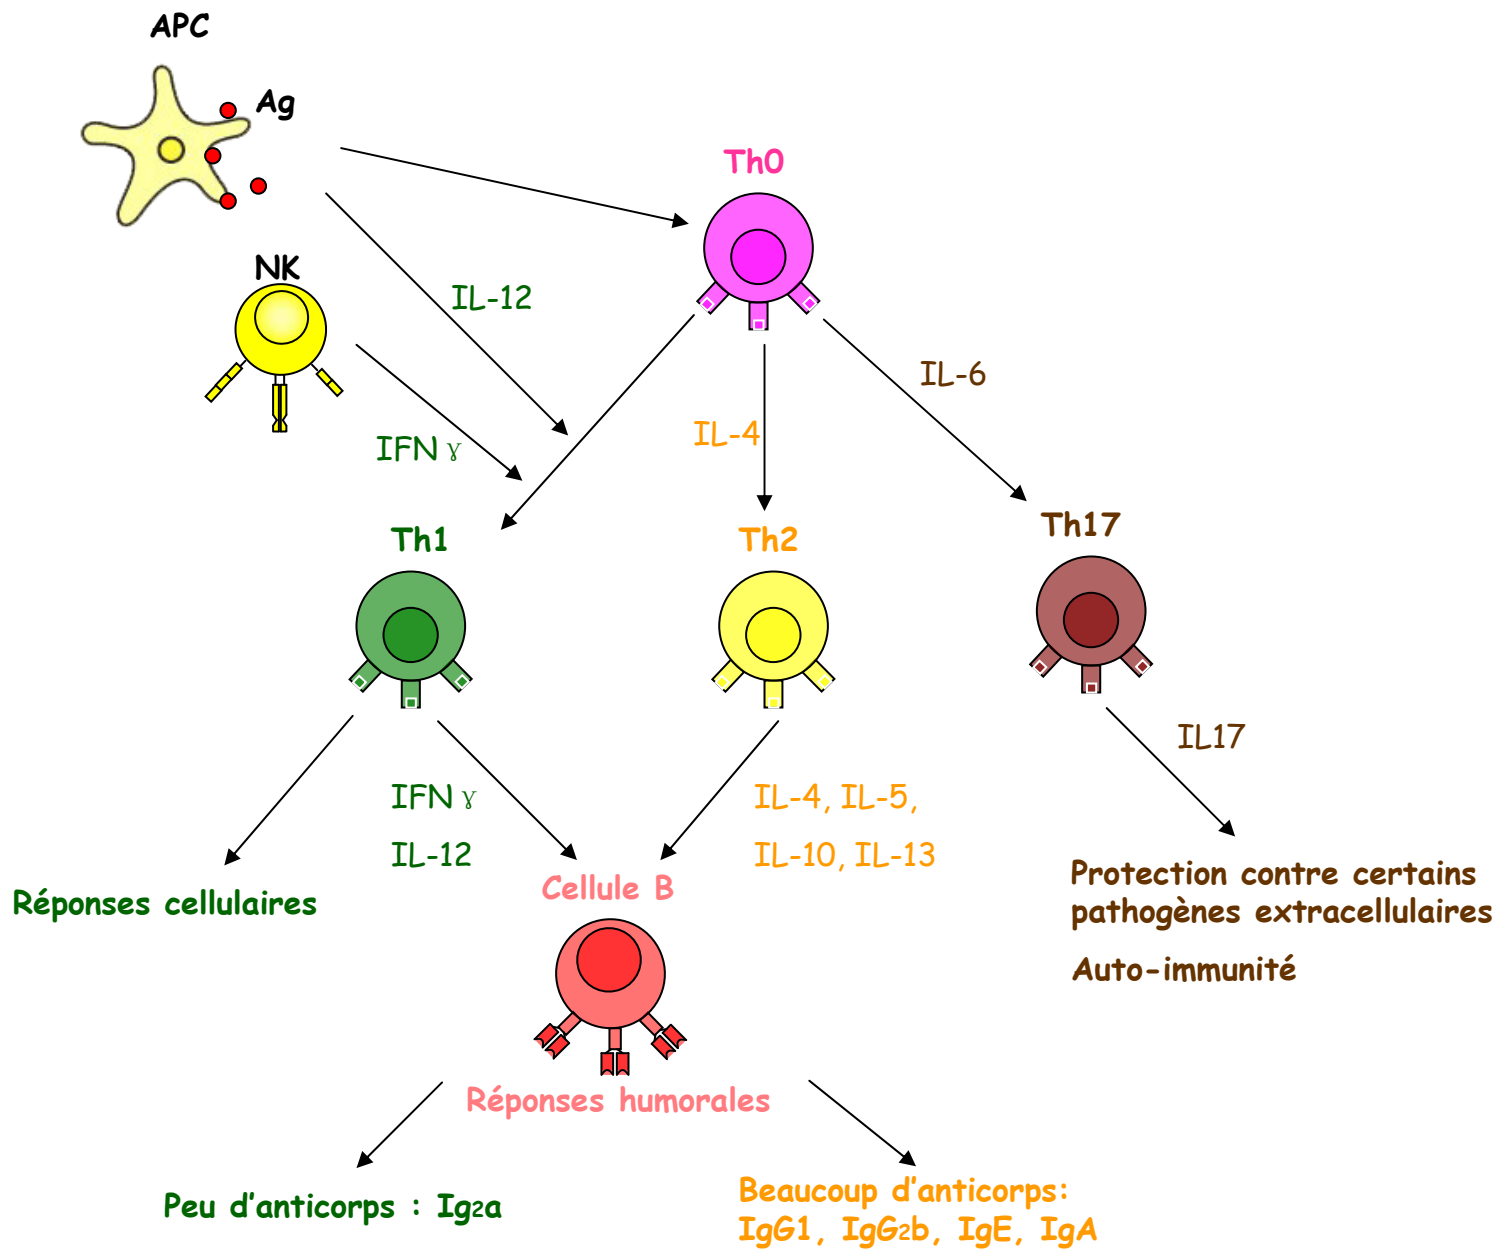 APC
Ag
Th0
NK
IL-12
IL-6
IL-4
IFN γ
Th1
Th2
Th17
IL17
IFN γ
IL-12
IL-4, IL-5,
IL-10, IL-13
Cellule B
Réponses cellulaires
Protection contre certains
pathogènes extracellulaires
Auto-immunité
Réponses humorales
Peu d’anticorps : Ig2a
Beaucoup d’anticorps:
IgG1, IgG2b, IgE, IgA